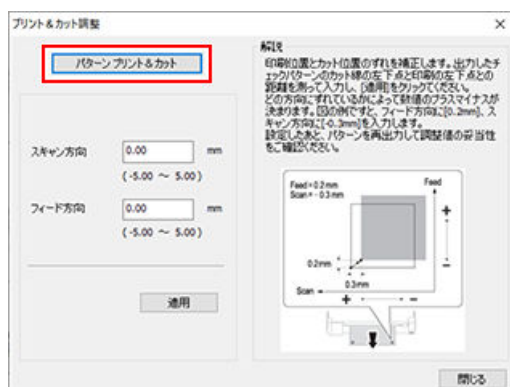 プリント&カット調整
パターン プリント&カット
スキャン方向
0.00
mm
(-5.00 ～ 5.00)
フィード方向
0.00
mm
(-5.00 ～ 5.00)
適用
解説
印刷位置とカット位置のずれを補正します。出力したチ
ェックパターンのカット線の左下点と印刷の左下点との
距離を測って入力し、[適用]をクリックてください。
どの方向にずれているかによって数値のプラスマイナスが
決まります。図の例ですと、フィード方向に[0.2mm]、ス
キャン方向に[-0.3mm]を入力します。
設定したあと、パターンを再出力して調整値の妥当性
をご確認ください。
Feed=0.2mm
Scan=-0.3mm
Feed
+
-
0.2mm
0.3mm
Scan
+
-
閉じる